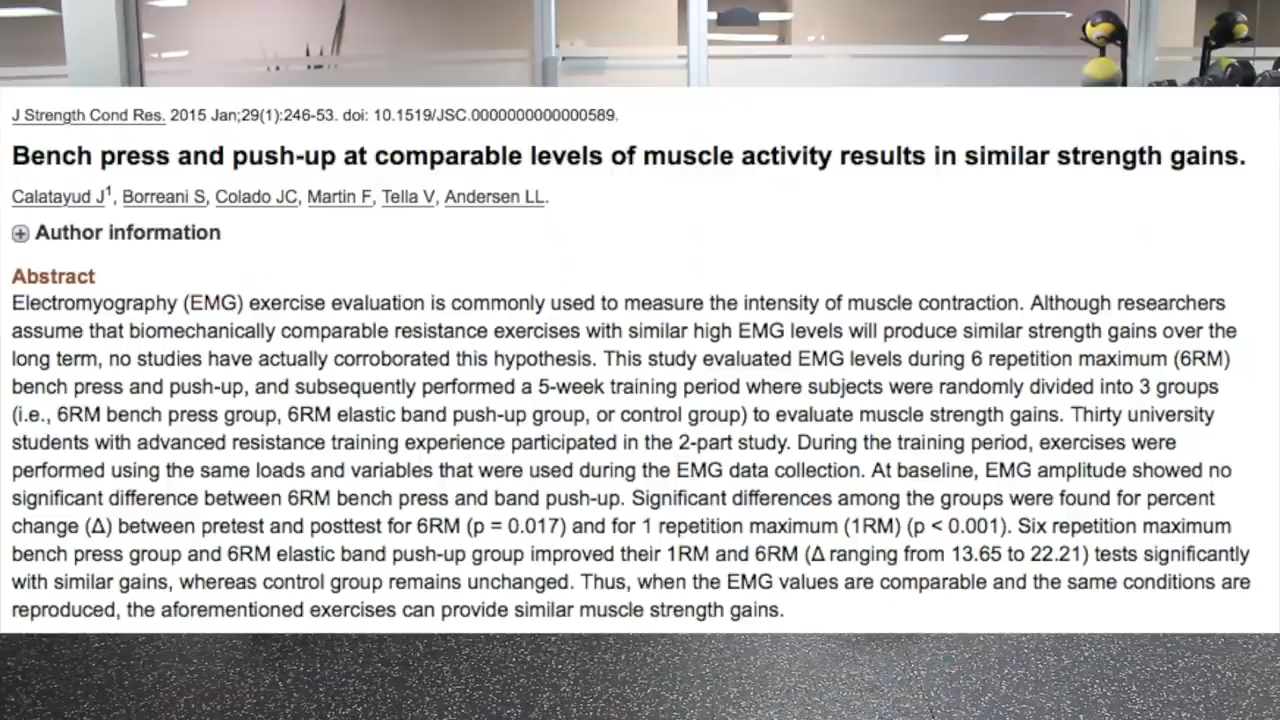 J Strength Cond Res. 2015 Jan;29(1):246-53. doi: 10.1519/JSC.0000000000000589.
Bench press and push-up at comparable levels of muscle activity results in similar strength gains.
Calatayud J1, Borreani S, Colado JC, Martin F, Tella V, Andersen LL.
Author information
Abstract
Electromyography (EMG) exercise evaluation is commonly used to measure the intensity of muscle contraction. Although researchers
assume that biomechanically comparable resistance exercises with similar high EMG levels will produce similar strength gains over the
long term, no studies have actually corroborated this hypothesis. This study evaluated EMG levels during 6 repetition maximum (6RM)
bench press and push-up, and subsequently performed a 5-week training period where subjects were randomly divided into 3 groups
(i.e., 6RM bench press group, 6RM elastic band push-up group, or control group) to evaluate muscle strength gains. Thirty university
students with advanced resistance training experience participated in the 2-part study. During the training period, exercises were
performed using the same loads and variables that were used during the EMG data collection. At baseline, EMG amplitude showed no
significant difference between 6RM bench press and band push-up. Significant differences among the groups were found for percent
change (Δ) between pretest and posttest for 6RM (p = 0.017) and for 1 repetition maximum (1RM) (p < 0.001). Six repetition maximum
bench press group and 6RM elastic band push-up group improved their 1RM and 6RM (Δ ranging from 13.65 to 22.21) tests significantly
with similar gains, whereas control group remains unchanged. Thus, when the EMG values are comparable and the same conditions are
reproduced, the aforementioned exercises can provide similar muscle strength gains.